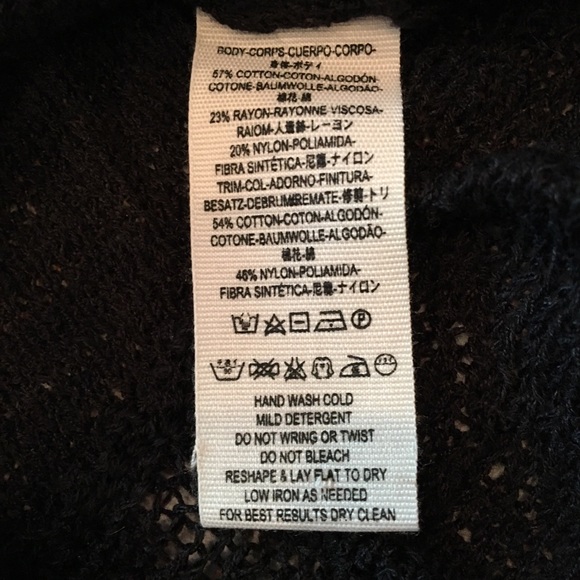 BODY-CORPS-CUERPO-CORPO-
身體-ボディ
57% COTTON-COTON-ALGODÓN-
COTONE-BAUMWOLLE-ALGODÃO-
棉花-綿
23% RAYON-RAYONNE VISCOSA-
RAIOM-人造絲-レーヨン
20% NYLON-POLIAMIDA-
FIBRA SINTÉTICA-尼龍-ナイロン
TRIM-COL-ADORNO-FINITURA-
BESATZ-DEBRUM/REMATE-修剪-トリ
54% COTTON-COTON-ALGODÓN-
COTONE-BAUMWOLLE-ALGODÃO-
棉花-綿
46% NYLON-POLIAMIDA-
FIBRA SINTÉTICA-尼龍-ナイロン
P
HAND WASH COLD
MILD DETERGENT
DO NOT WRING OR TWIST
DO NOT BLEACH
RESHAPE & LAY FLAT TO DRY
LOW IRON AS NEEDED
FOR BEST RESULTS DRY CLEAN